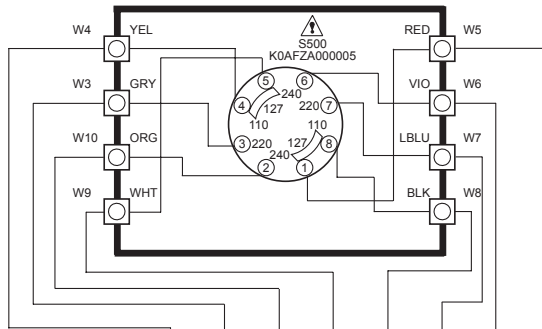 W4 YEL RED W5
S500
K0AFZA000005
W3 GRY VIO W6
W10 ORG LBLU W7
W9 WHT BLK W8
5 6
240
4 127 220 7
110 110
3 220 127 8
240
2 1